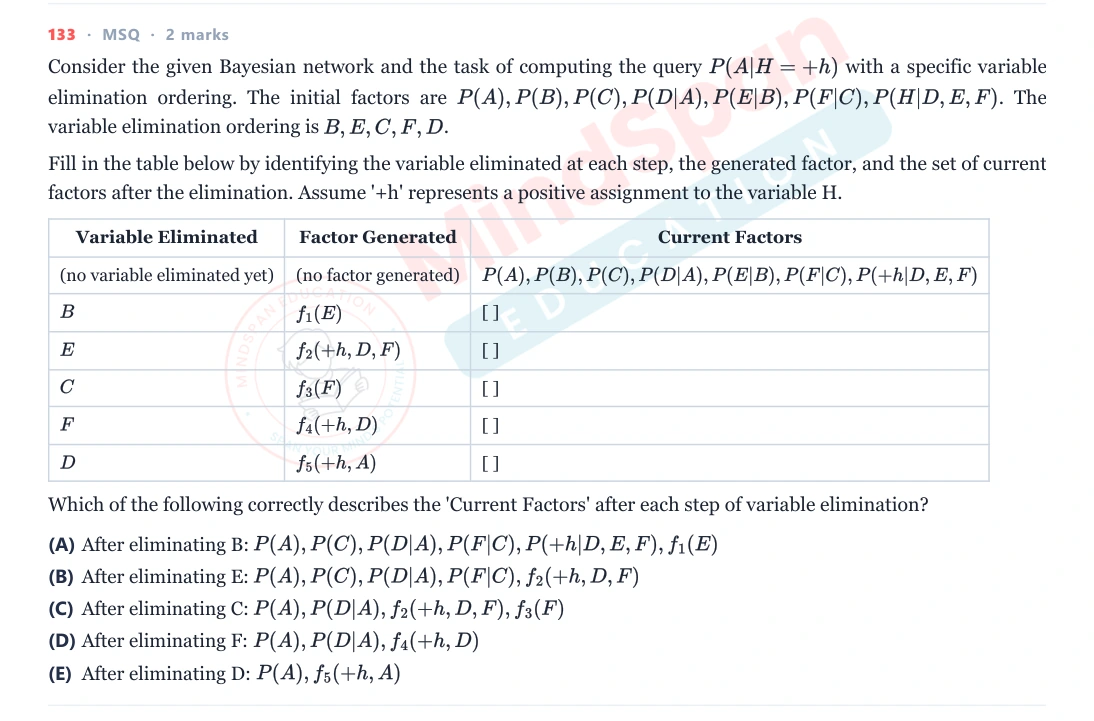 133 · MSQ · 2 marks
Consider the given Bayesian network and the task of computing the query P(A|H = +h) with a specific variable
elimination ordering. The initial factors are P(A), P(B), P(C), P(D|A), P(E|B), P(F|C), P(H|D, E, F). The
variable elimination ordering is B, E, C, F, D.
Fill in the table below by identifying the variable eliminated at each step, the generated factor, and the set of current
factors after the elimination. Assume '+h' represents a positive assignment to the variable H.
Variable Eliminated Factor Generated Current Factors
(no variable eliminated yet) (no factor generated) P(A), P(B), P(C), P(D|A), P(E|B), P(F|C), P(+h|D, E, F)
B f₁(E) [ ]
E f₂(+h, D, F) [ ]
C f₃(F) [ ]
F f₄(+h, D) [ ]
D f₅(+h, A) [ ]
Which of the following correctly describes the 'Current Factors' after each step of variable elimination?
(A) After eliminating B: P(A), P(C), P(D|A), P(F|C), P(+h|D, E, F), f₁(E)
(B) After eliminating E: P(A), P(C), P(D|A), P(F|C), f₂(+h, D, F)
(C) After eliminating C: P(A), P(D|A), f₂(+h, D, F), f₃(F)
(D) After eliminating F: P(A), P(D|A), f₄(+h, D)
(E) After eliminating D: P(A), f₅(+h, A)
Mindspan
EDUCATION
MINDSPAN EDUCATION